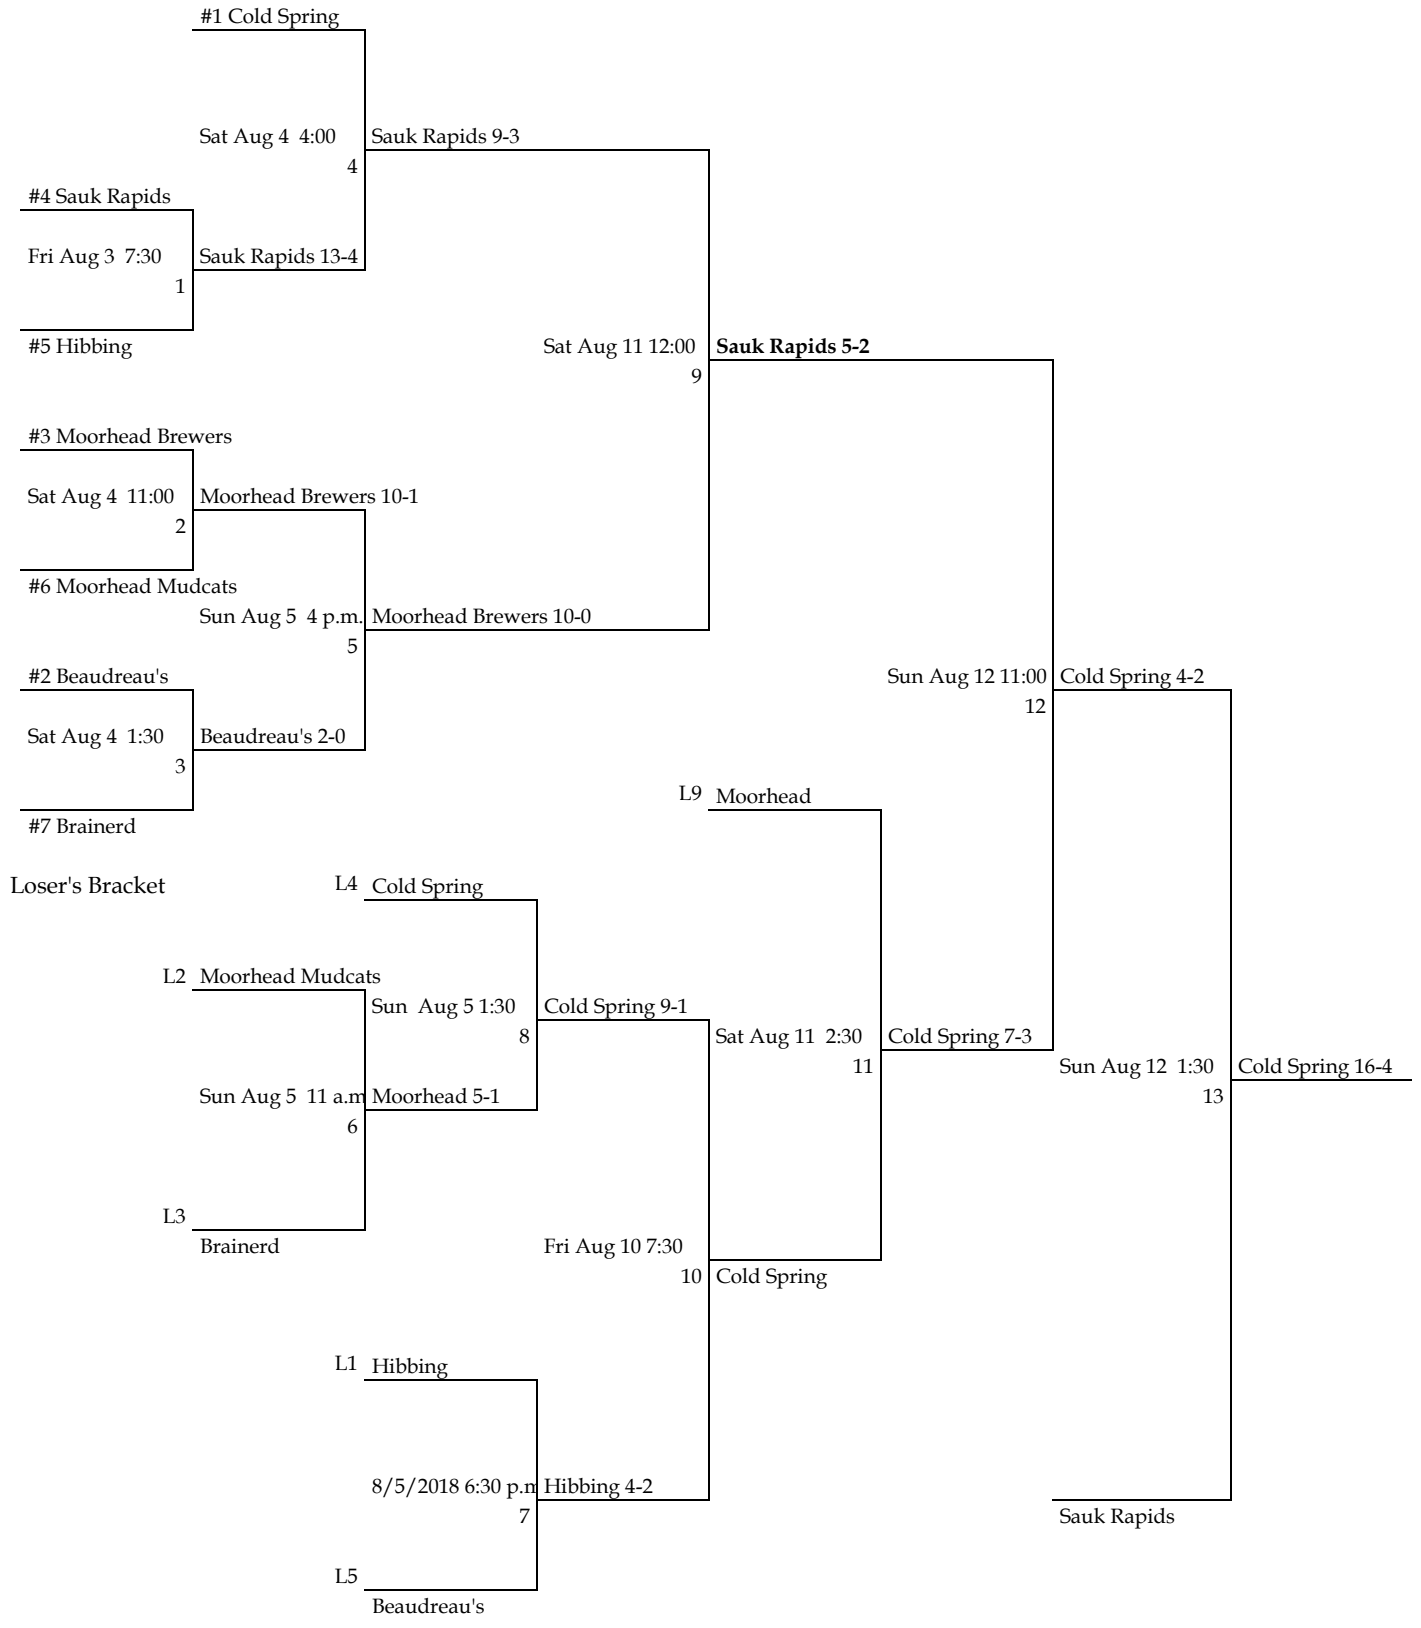 #1 Cold Spring
Sat Aug 4  4:00
Sauk Rapids 9-3
4
#4 Sauk Rapids
Fri Aug 3  7:30
Sauk Rapids 13-4
1
#5 Hibbing
Sat Aug 11 12:00
Sauk Rapids 5-2
9
#3 Moorhead Brewers
Sat Aug 4  11:00
Moorhead Brewers 10-1
2
#6 Moorhead Mudcats
Sun Aug 5  4 p.m.
Moorhead Brewers 10-0
5
#2 Beaudreau's
Sun Aug 12 11:00
Cold Spring 4-2
12
Sat Aug 4  1:30
Beaudreau's 2-0
3
L9
Moorhead
#7 Brainerd
Loser's Bracket
L4
Cold Spring
L2
Moorhead Mudcats
Sun  Aug 5 1:30
Cold Spring 9-1
8
Sat Aug 11  2:30
Cold Spring 7-3
11
Sun Aug 12  1:30
Cold Spring 16-4
13
Sun Aug 5  11 a.m
Moorhead 5-1
6
L3
Brainerd
Fri Aug 10 7:30
10
Cold Spring
L1
Hibbing
8/5/2018 6:30 p.m
Hibbing 4-2
7
Sauk Rapids
L5
Beaudreau's